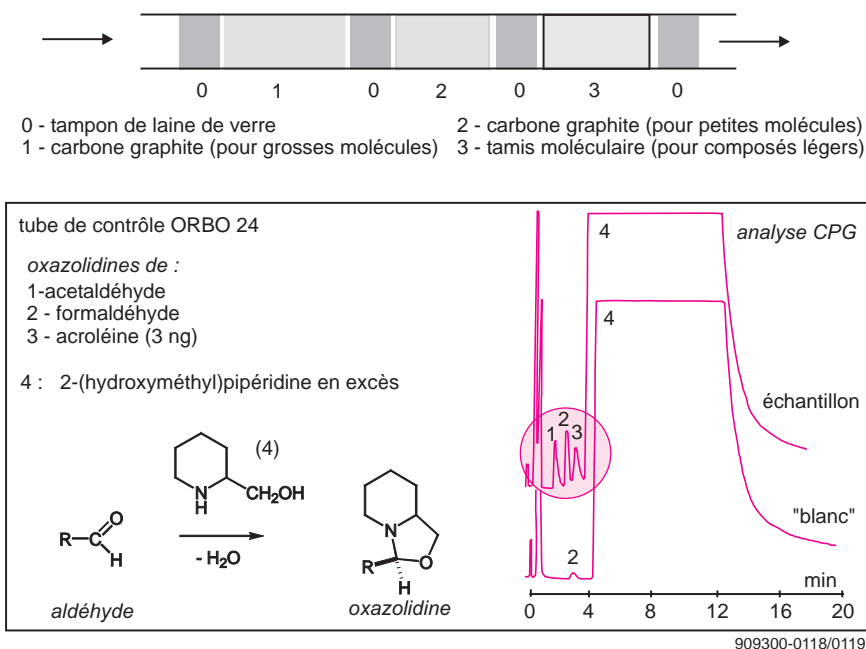 0 1 0 2 0 3 0
0 - tampon de laine de verre
1 - carbone graphite (pour grosses molécules)
2 - carbone graphite (pour petites molécules)
3 - tamis moléculaire (pour composés légers)
tube de contrôle ORBO 24
oxazolidines de :
1-acetaldéhyde
2 - formaldéhyde
3 - acroléine (3 ng)
4 : 2-(hydroxyméthyl)pipéridine en excès
(4)
N
H
CH₂OH
R-C
O
H
- H₂O
N
R
O
H
aldéhyde
oxazolidine
analyse CPG
4
4
échantillon
1 2 3
"blanc"
2
min
0 4 8 12 16 20
909300-0118/0119